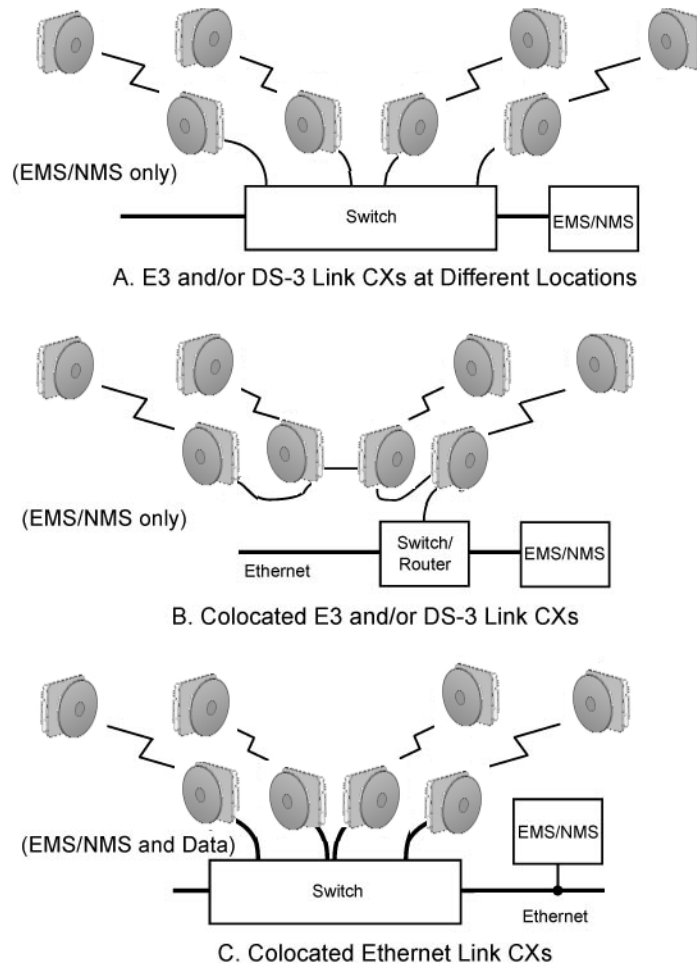 (EMS/NMS only)
Switch
EMS/NMS
A. E3 and/or DS-3 Link CXs at Different Locations
(EMS/NMS only)
Ethernet
Switch/
Router
EMS/NMS
B. Colocated E3 and/or DS-3 Link CXs
(EMS/NMS and Data)
EMS/NMS
Switch
Ethernet
C. Colocated Ethernet Link CXs